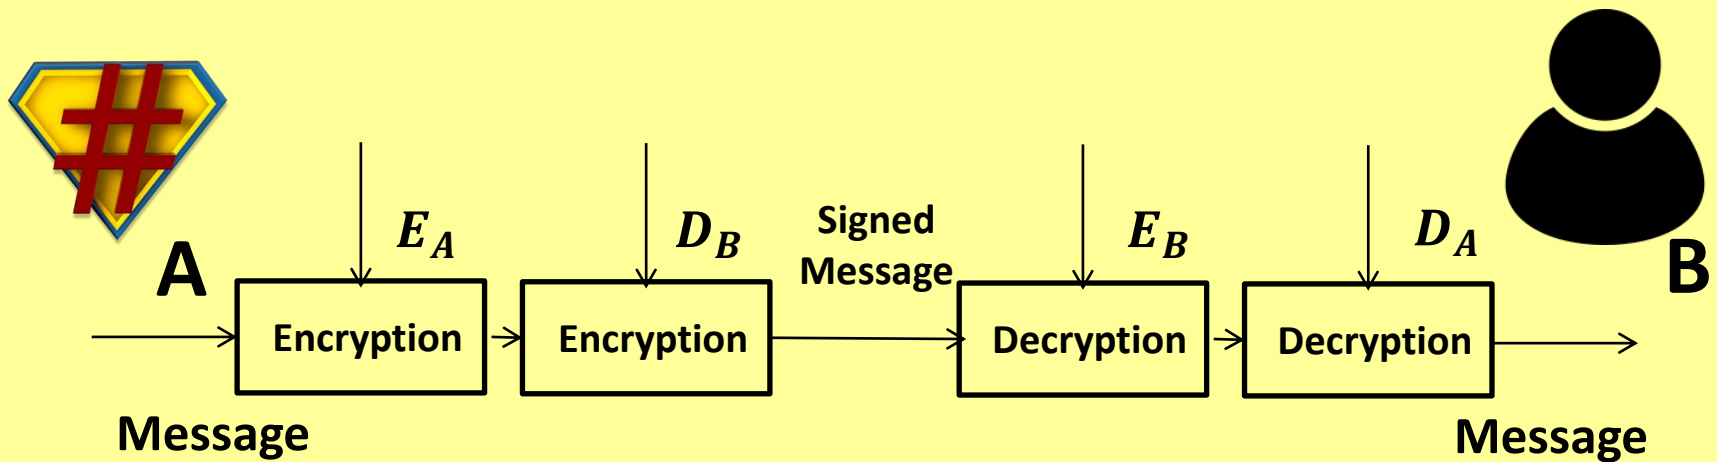 #
A
E_A
D_B
Signed
Message
E_B
D_A
B
Encryption
Encryption
Decryption
Decryption
Message
Message